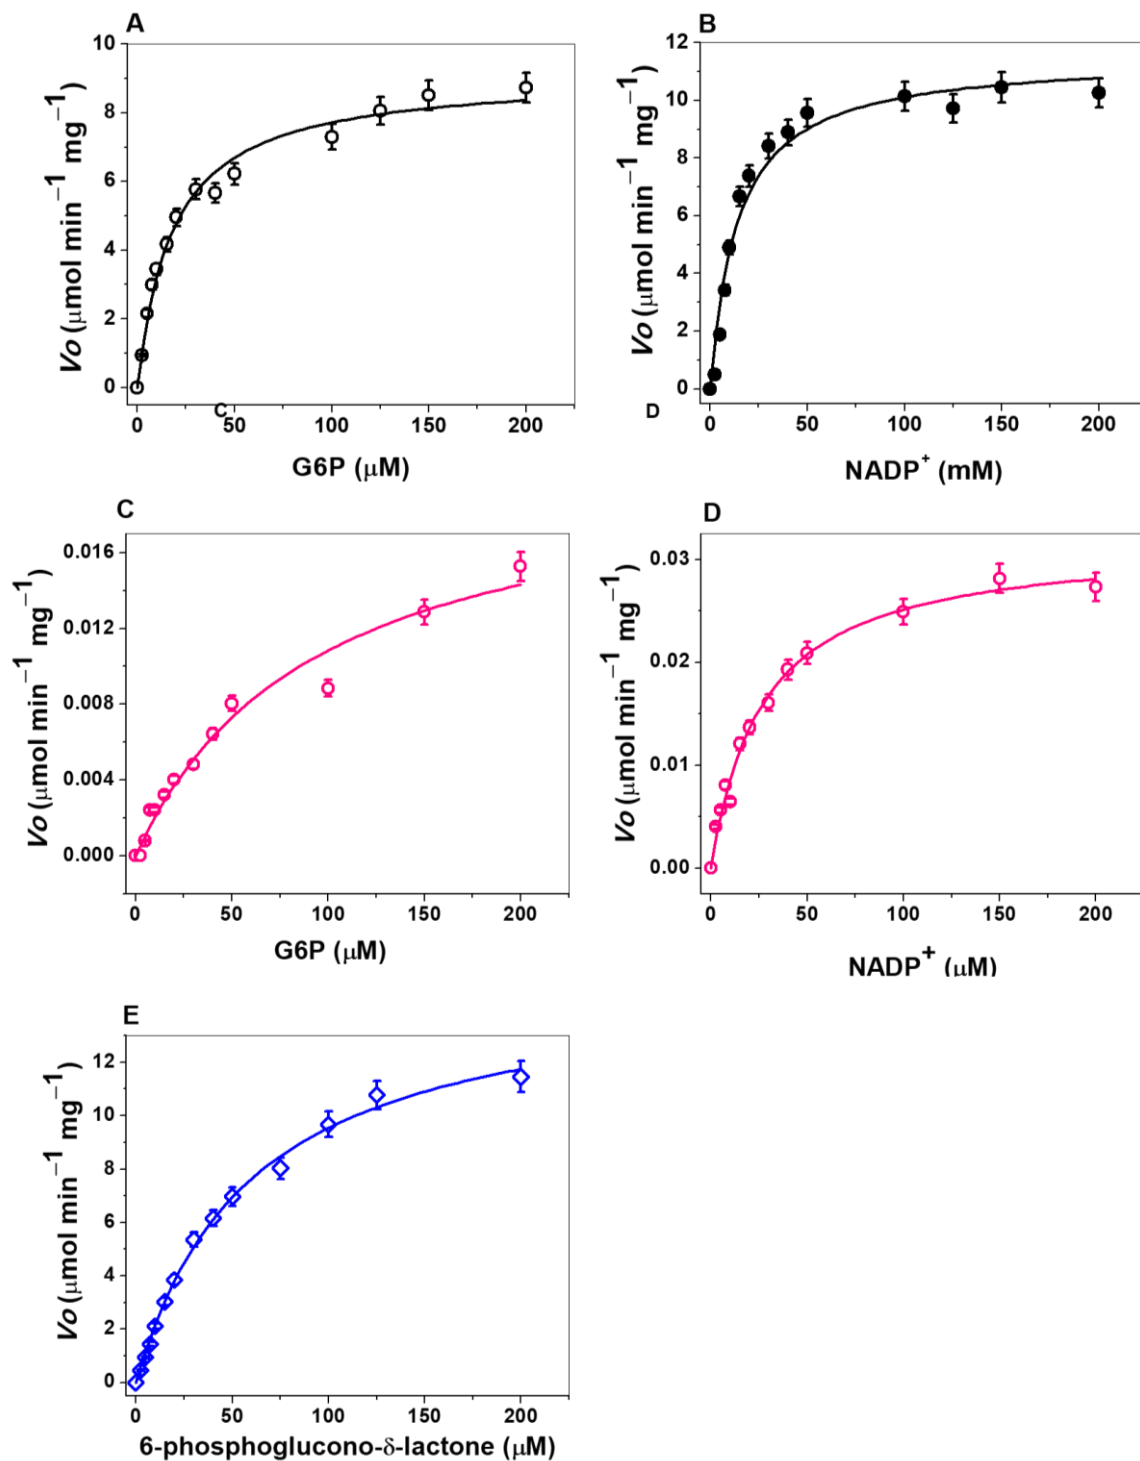 A
10
8
6
4
2
0
Vo (μmol min⁻¹ mg⁻¹)
0 50 100 150 200
C
G6P (μM)
B
12
10
8
6
4
2
0
Vo (μmol min⁻¹ mg⁻¹)
0 50 100 150 200
D
NADP⁺ (mM)
C
0.016
0.012
0.008
0.004
0.000
Vo (μmol min⁻¹ mg⁻¹)
0 50 100 150 200
G6P (μM)
D
0.03
0.02
0.01
0.00
Vo (μmol min⁻¹ mg⁻¹)
0 50 100 150 200
NADP⁺ (μM)
E
12
10
8
6
4
2
0
Vo (μmol min⁻¹ mg⁻¹)
0 50 100 150 200
6-phosphoglucono-δ-lactone (μM)